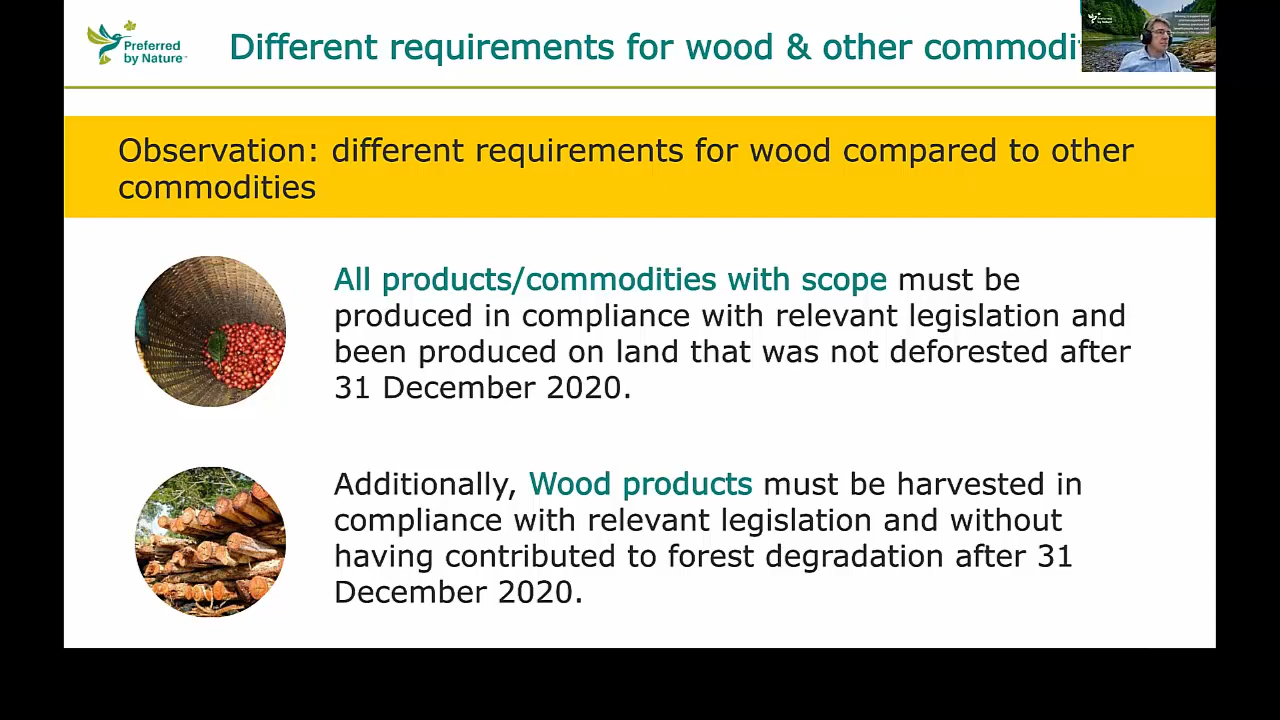 Preferred
by Nature™
Different requirements for wood & other commodi
Observation: different requirements for wood compared to other
commodities
All products/commodities with scope must be
produced in compliance with relevant legislation and
been produced on land that was not deforested after
31 December 2020.
Additionally, Wood products must be harvested in
compliance with relevant legislation and without
having contributed to forest degradation after 31
December 2020.